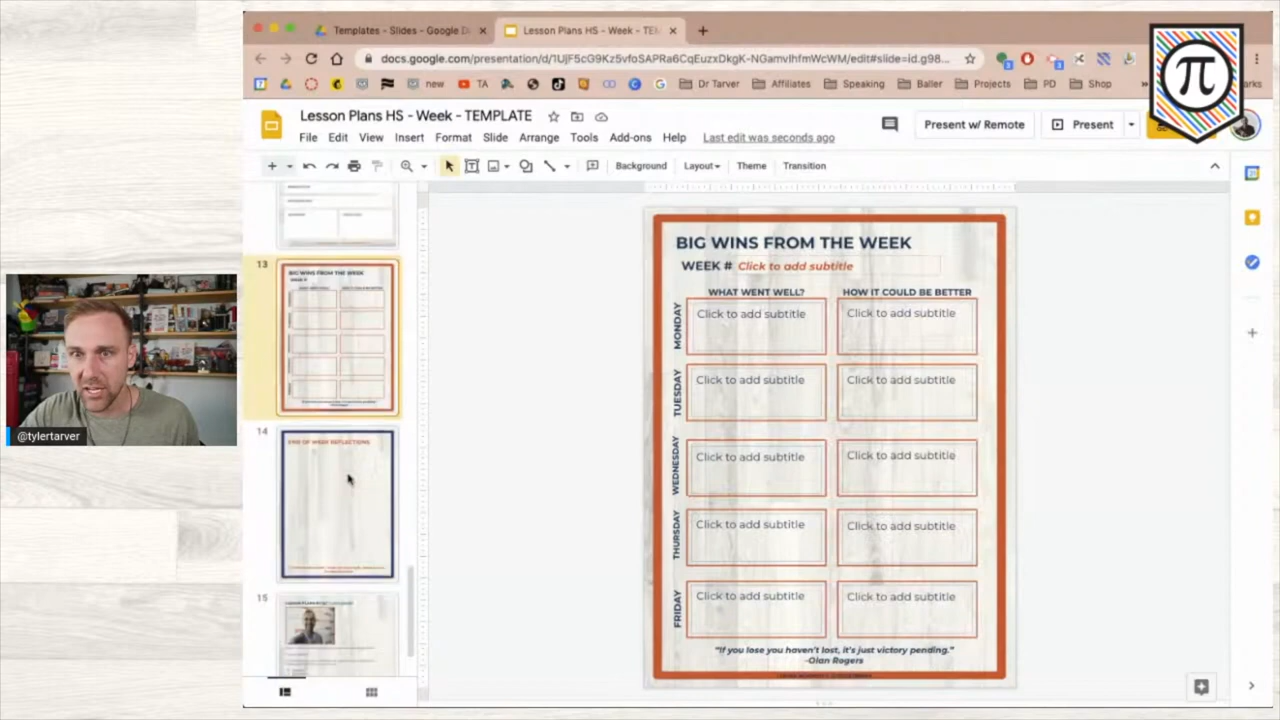 Templates - Slides - Google D
Lesson Plans HS - Week - TEM
docs.google.com/presentation/d/1UJF5cG9Kz5vfoSAPRa6CqEuzxDkgK-NGamvIhfmWcWM/edit#slide=id.g98...
new
TA
Dr Tarver
Affiliates
Speaking
Baller
Projects
PD
Shop
π
Lesson Plans HS - Week - TEMPLATE
File Edit View Insert Format Slide Arrange Tools Add-ons Help Last edit was seconds ago
Present w/ Remote
Present
Background Layout Theme Transition
13
BIG WINS FROM THE WEEK
WEEK #
14
END OF WEEK REFLECTIONS
15
@tylertarver
BIG WINS FROM THE WEEK
WEEK # Click to add subtitle
WHAT WENT WELL? HOW IT COULD BE BETTER
MONDAY
Click to add subtitle Click to add subtitle
TUESDAY
Click to add subtitle Click to add subtitle
WEDNESDAY
Click to add subtitle Click to add subtitle
THURSDAY
Click to add subtitle Click to add subtitle
FRIDAY
Click to add subtitle Click to add subtitle
"If you lose you haven't lost, it's just victory pending."
-Olan Rogers